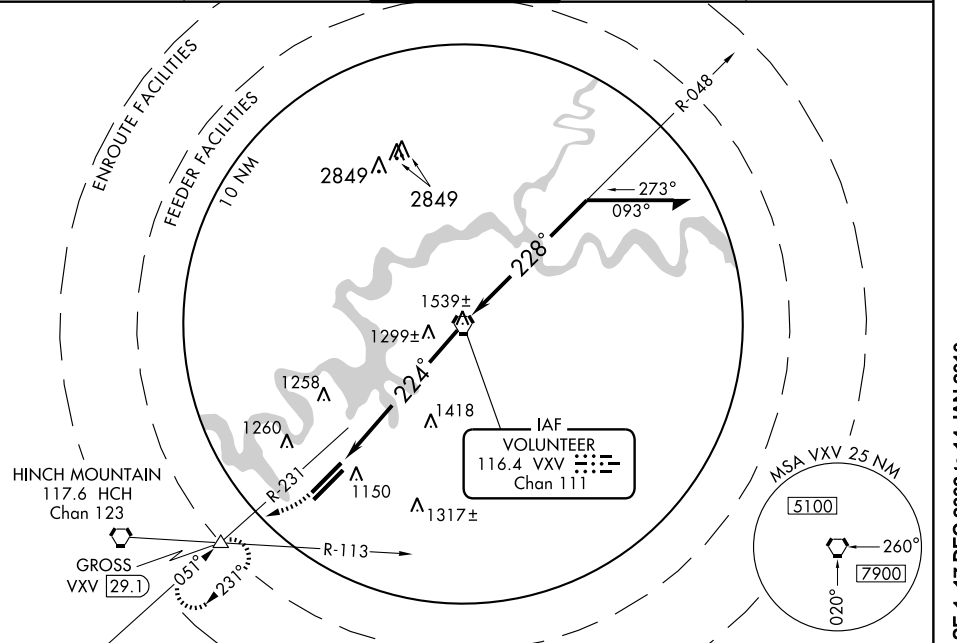 ENROUTE FACILITIES
FEEDER FACILITIES
10 NM
R-048
2849
2849
273°
093°
228°
1539±
1299±
224°
1258
1418
1260
IAF
VOLUNTEER
116.4 VXV
Chan 111
MSA VXV 25 NM
5100
260°
7900
020°
HINCH MOUNTAIN
117.6 HCH
Chan 123
R-231
1150
1317±
R-113
GROSS
VXV 29.1
051°
231°